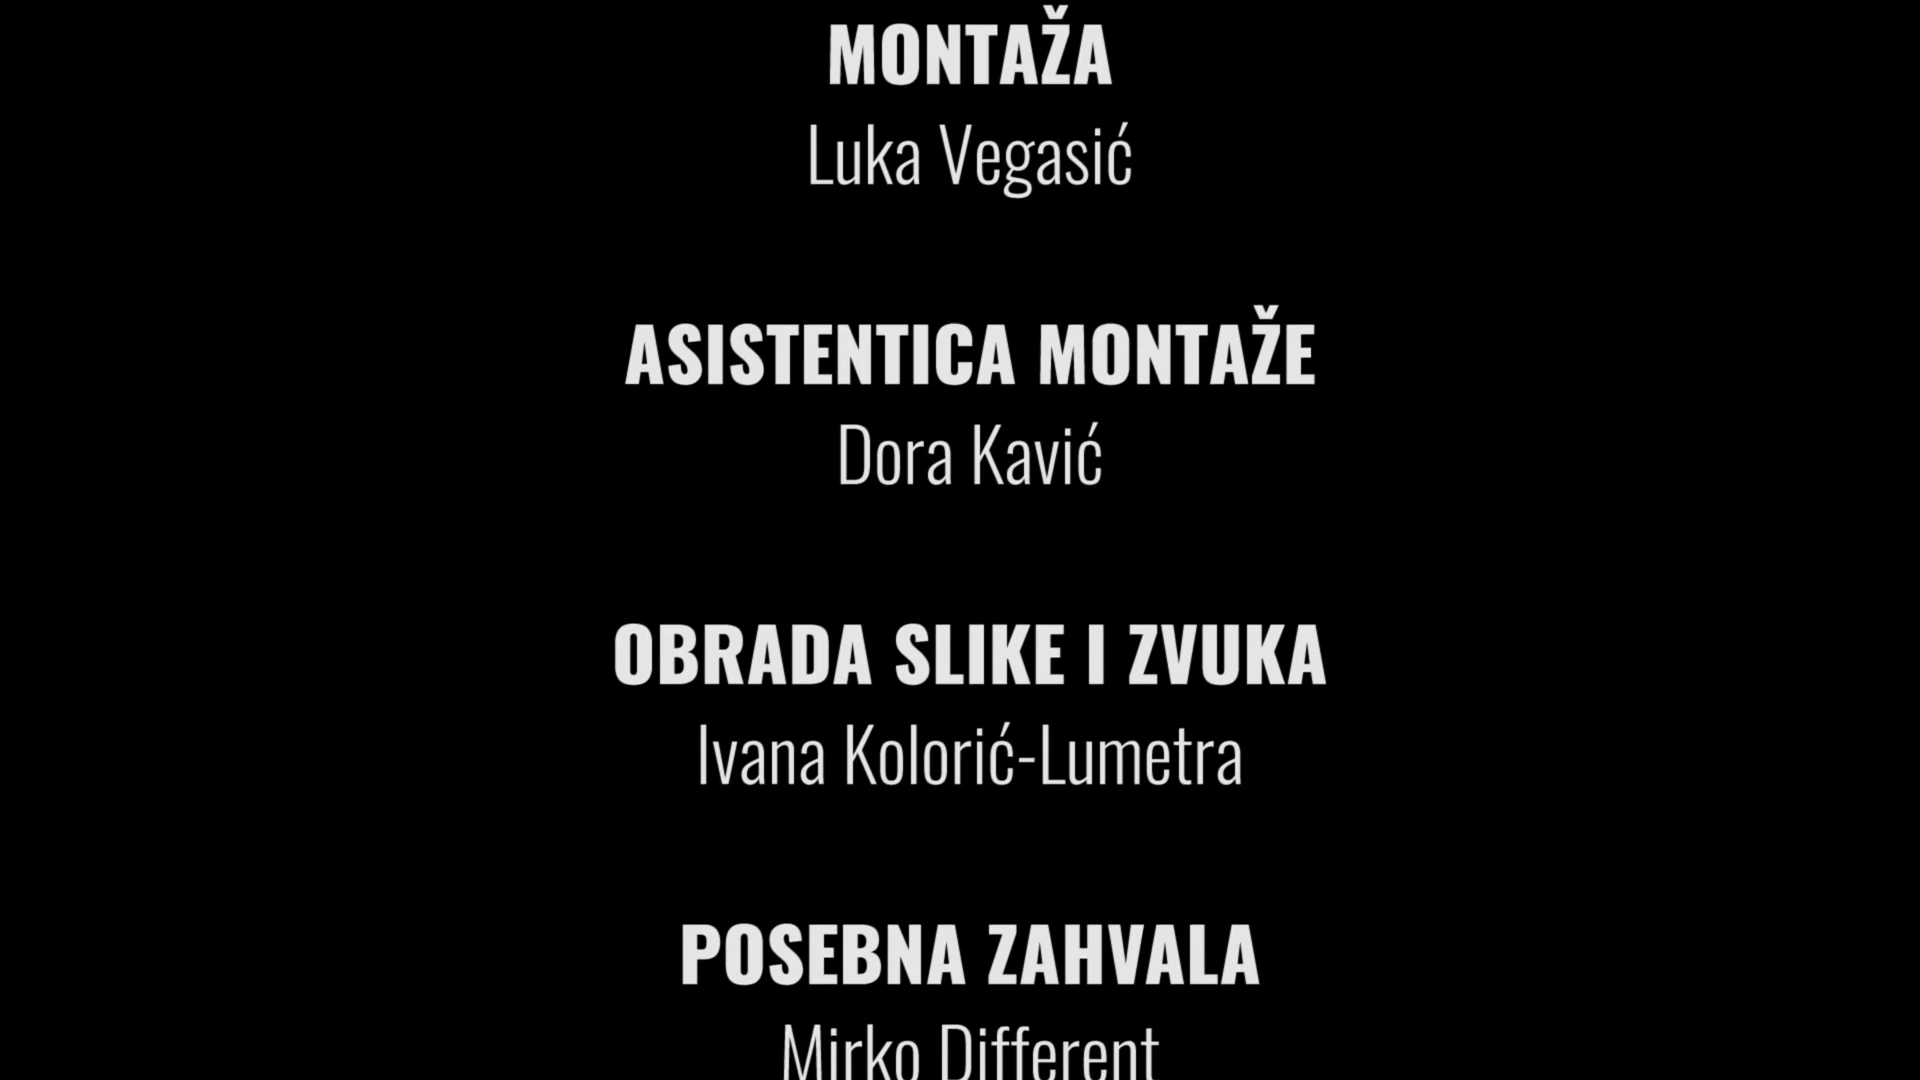 MONTAŽA
Luka Vegasić
ASISTENTICA MONTAŽE
Dora Kavić
OBRADA SLIKE I ZVUKA
Ivana Kolorić-Lumetra
POSEBNA ZAHVALA
Mirko Different